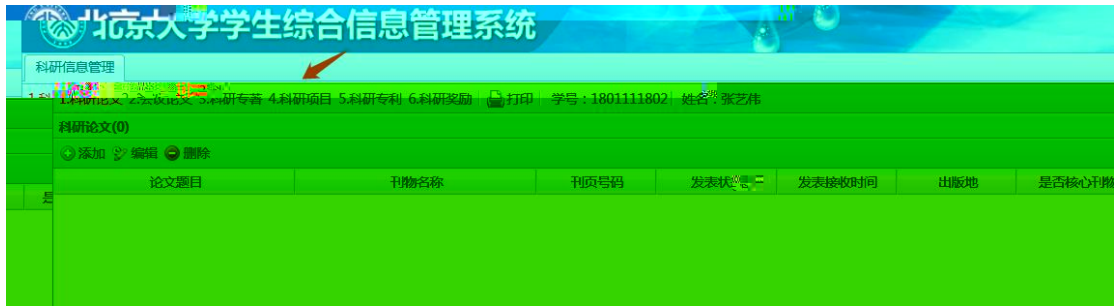 北京大学学生综合信息管理系统
科研信息管理
1.科研论文 2.会议论文 3.科研专著 4.科研项目 5.科研专利 6.科研奖励 打印 学号：1801111802 姓名：张艺伟
科研论文(0)
添加 编辑 删除
论文题目 刊物名称 刊页号码 发表状 发表接收时间 出版地 是否核心刊物